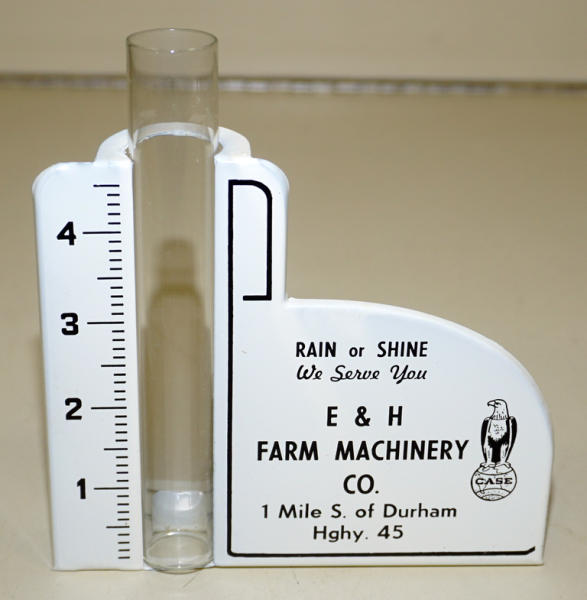 4
3
2
1
RAIN or SHINE
We Serve You
E & H
FARM MACHINERY
CO.
1 Mile S. of Durham
Hghy. 45
CASE